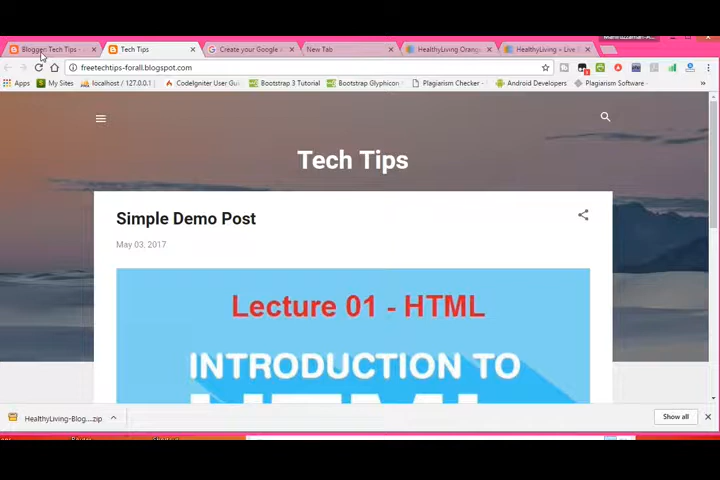 Blogger: Tech Tips -
Tech Tips
Create your Google
New Tab
HealthyLiving Orang
HealthyLiving » Live
freetechtips-forall.blogspot.com
Apps
My Sites
localhost / 127.0.0.1
CodeIgniter User Gui
Bootstrap 3 Tutorial
Bootstrap Glyphicon
Plagiarism Checker -
Android Developers
Plagiarism Software -
Tech Tips
Simple Demo Post
May 03, 2017
Lecture 01 - HTML
INTRODUCTION TO
HealthyLiving-Blog....zip
Show all